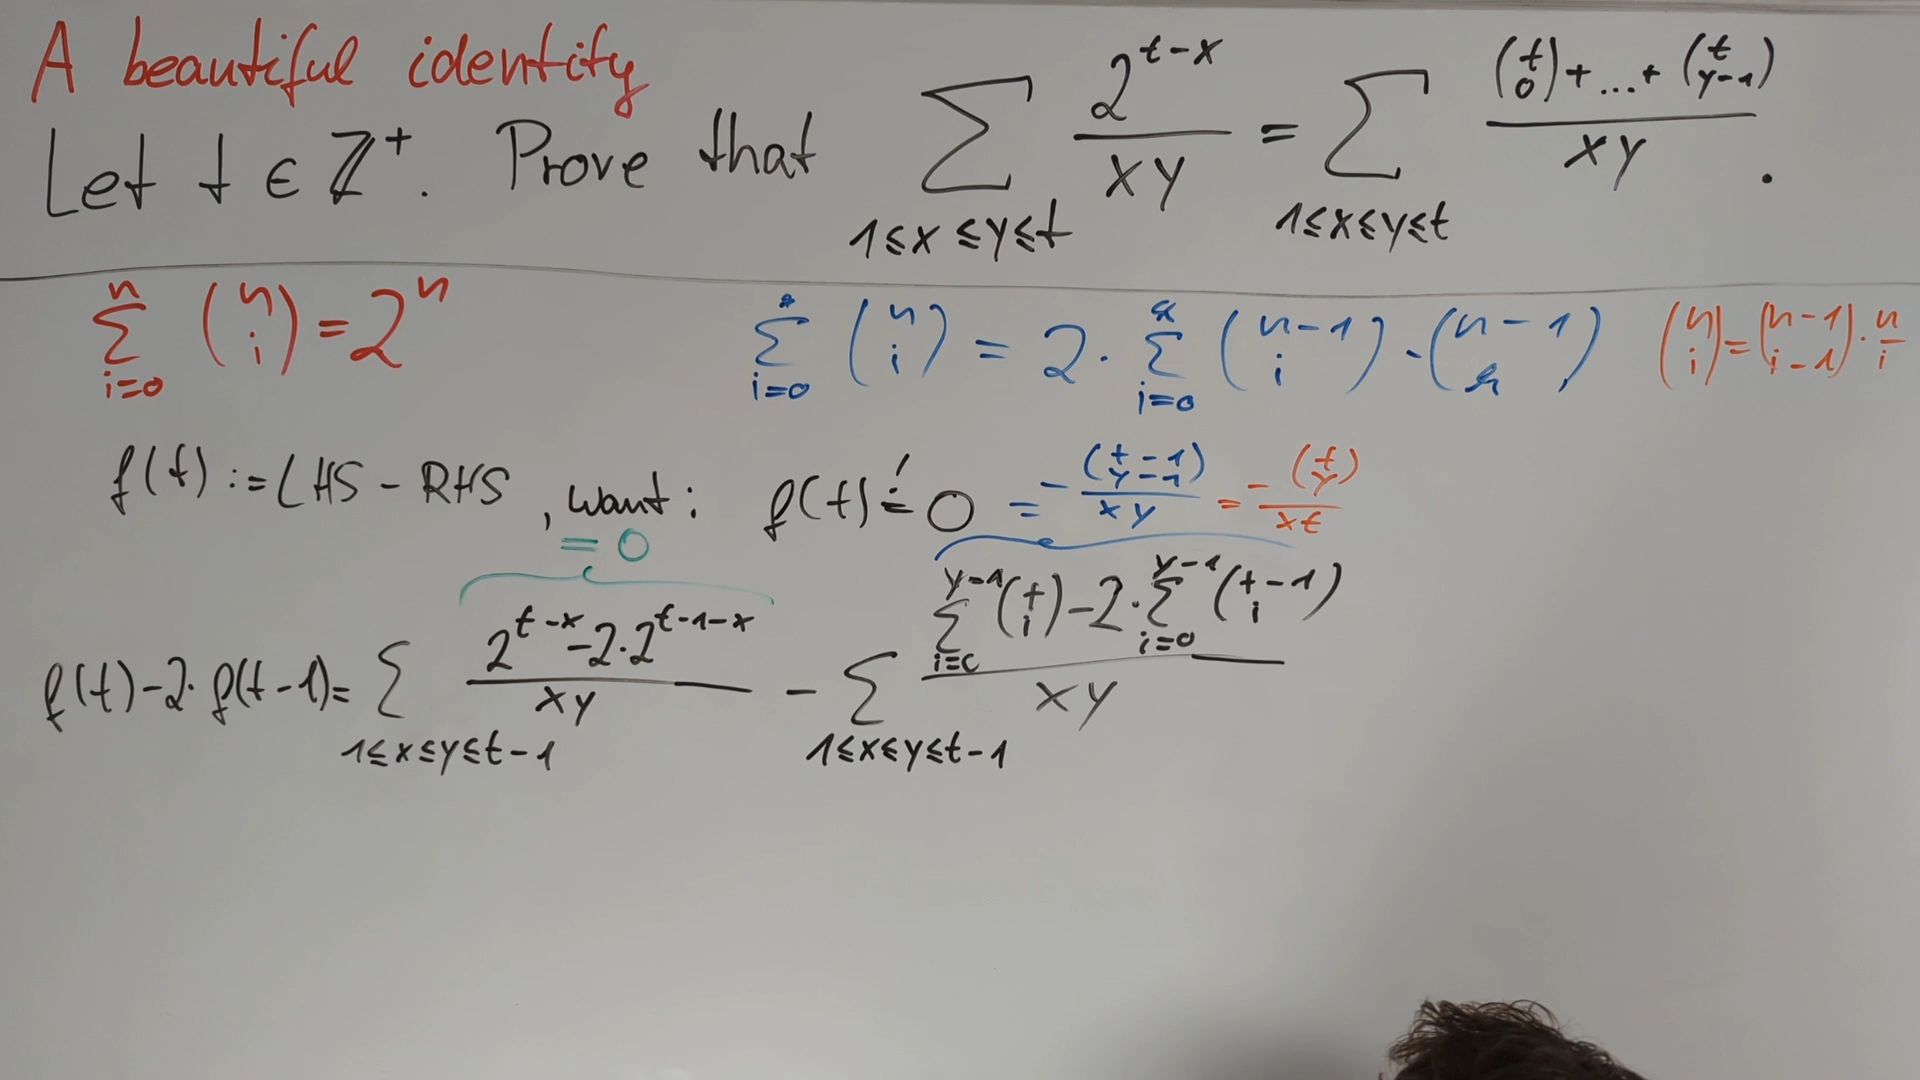 A beautiful identity
Let t ∈ ℤ⁺. Prove that ∑_{1≤x≤y≤t} 2^{t-x}/(xy) = ∑_{1≤x≤y≤t} ((t choose 0)+...+(t choose y-1))/(xy).
∑_{i=0}^{n} (n choose i) = 2^n
∑_{i=0}^{k} (n choose i) = 2·∑_{i=0}^{k} (n-1 choose i) - (n-1 choose k)
(n choose i) = (n-1 choose i-1)·n/i
f(t) := LHS - RHS, want: f(t) =! 0
= 0
= -(t-1 choose y-1)/(xy) = -(t choose y)/(xt)
f(t)-2·f(t-1) = ∑_{1≤x≤y≤t-1} (2^{t-x}-2·2^{t-1-x})/(xy) - ∑_{1≤x≤y≤t-1} (∑_{i=0}^{y-1} (t choose i) - 2·∑_{i=0}^{y-1} (t-1 choose i))/(xy)